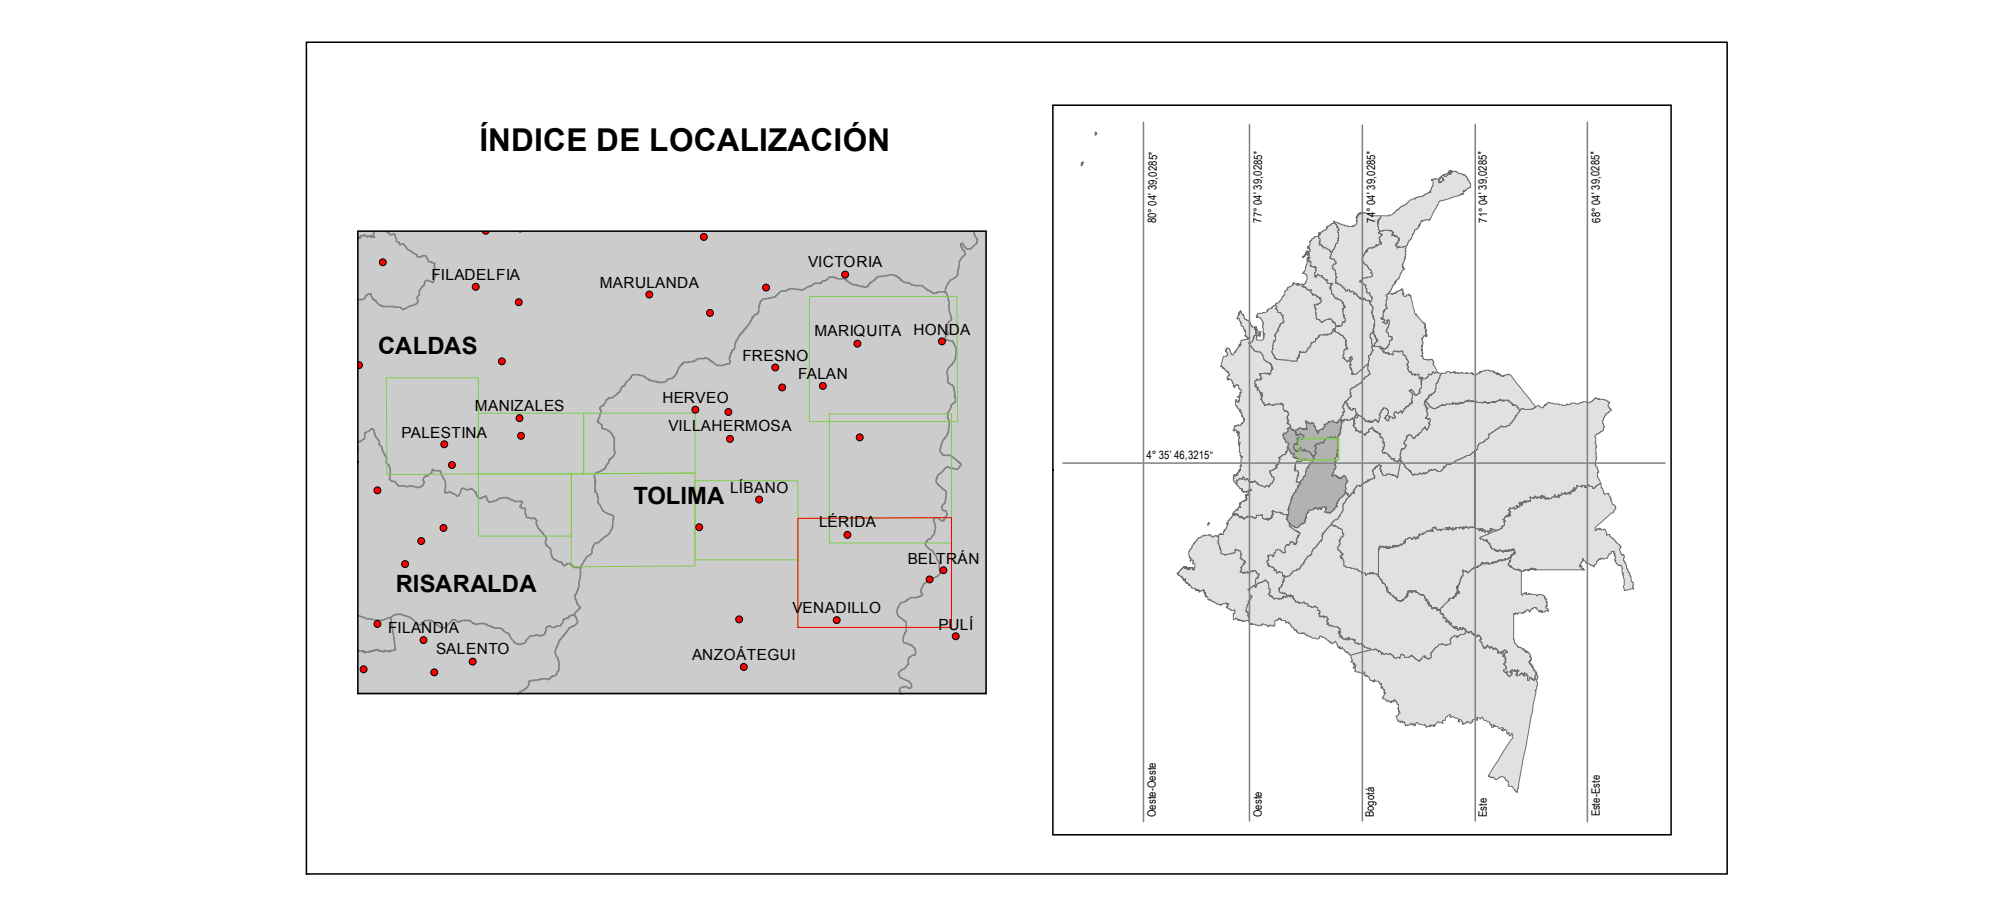 ÍNDICE DE LOCALIZACIÓN
VICTORIA
FILADELFIA
MARULANDA
MARIQUITA
HONDA
CALDAS
FRESNO
FALAN
HERVEO
MANIZALES
VILLAHERMOSA
PALESTINA
LÍBANO
TOLIMA
LÉRIDA
BELTRÁN
RISARALDA
VENADILLO
PULÍ
FILANDIA
SALENTO
ANZOÁTEGUI
80° 04' 39,0285"
77° 04' 39,0285"
74° 04' 39,0285"
71° 04' 39,0285"
68° 04' 39,0285"
4° 35' 46,3215"
Oeste-Oeste
Oeste
Bogotá
Este
Este-Este